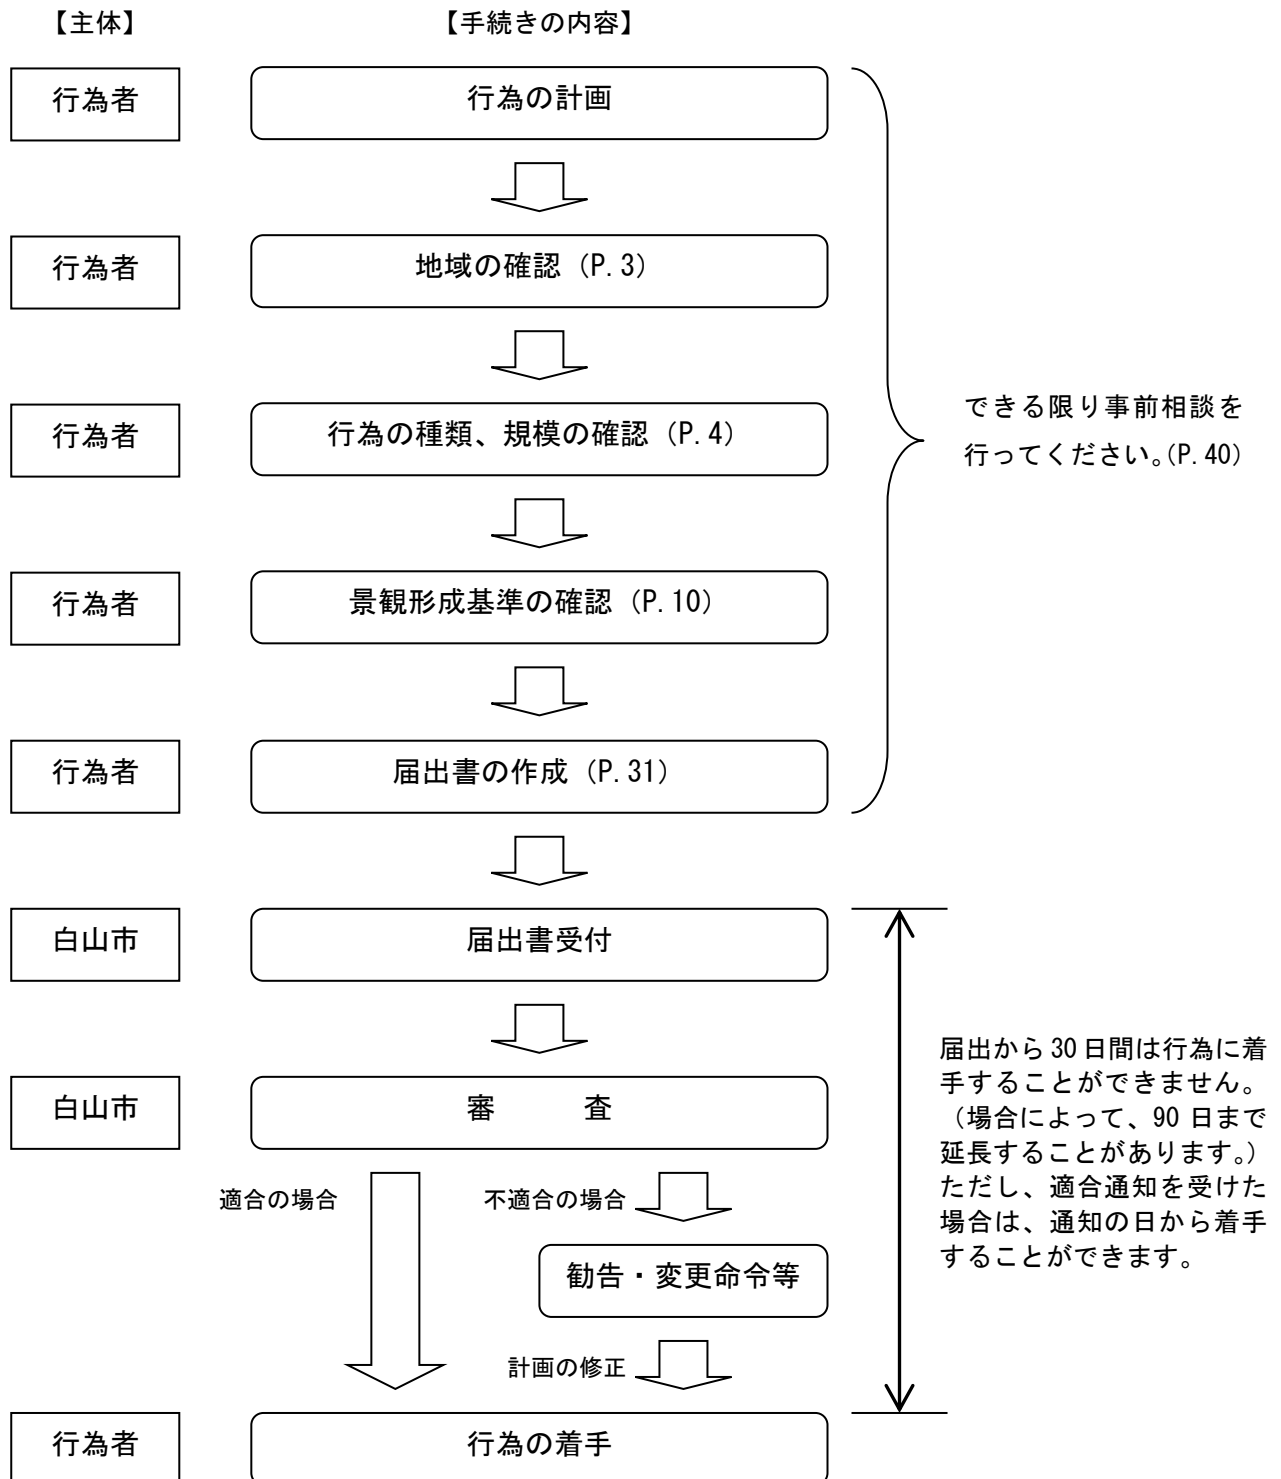 【主体】 【手続きの内容】
行為者 行為の計画
行為者 地域の確認（P.3）
行為者 行為の種類、規模の確認（P.4）
できる限り事前相談を
行ってください。（P.40）
行為者 景観形成基準の確認（P.10）
行為者 届出書の作成（P.31）
白山市 届出書受付
白山市 審 査
届出から30日間は行為に着
手することができません。
（場合によって、90日まで
延長することがあります。）
ただし、適合通知を受けた
場合は、通知の日から着手
することができます。
適合の場合 不適合の場合
勧告・変更命令等
計画の修正
行為者 行為の着手